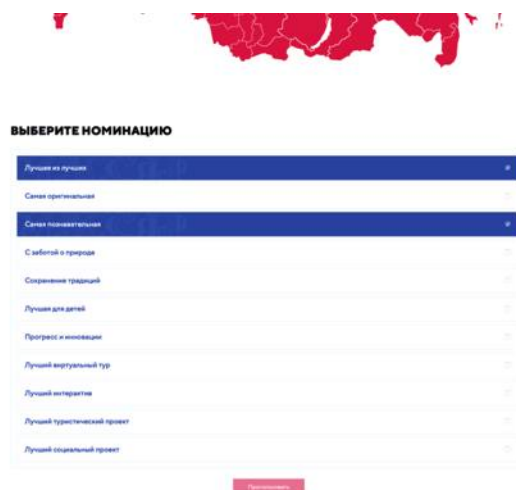 ВЫБЕРИТЕ НОМИНАЦИЮ
Лучшая из лучших
Самая оригинальная
Самая познавательная
С заботой о природе
Сохранение традиций
Лучшая для детей
Прогресс и инновации
Лучший виртуальный тур
Лучший интерактив
Лучший туристический проект
Лучший социальный проект
Проголосовать